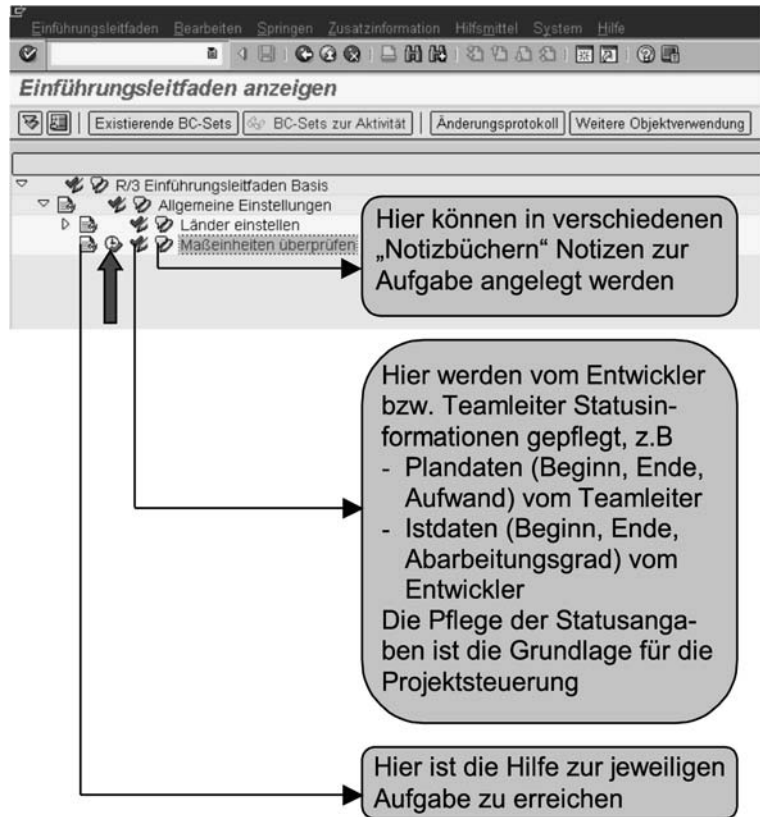 Einführungsleitfaden Bearbeiten Springen Zusatzinformation Hilfsmittel System Hilfe
Einführungsleitfaden anzeigen
Existierende BC-Sets BC-Sets zur Aktivität Änderungsprotokoll Weitere Objektverwendung
R/3 Einführungsleitfaden Basis
Allgemeine Einstellungen
Länder einstellen
Maßeinheiten überprüfen
Hier können in verschiedenen
„Notizbüchern“ Notizen zur
Aufgabe angelegt werden
Hier werden vom Entwickler
bzw. Teamleiter Statusin-
formationen gepflegt, z.B
- Plandaten (Beginn, Ende,
Aufwand) vom Teamleiter
- Istdaten (Beginn, Ende,
Abarbeitungsgrad) vom
Entwickler
Die Pflege der Statusanga-
ben ist die Grundlage für die
Projektsteuerung
Hier ist die Hilfe zur jeweiligen
Aufgabe zu erreichen